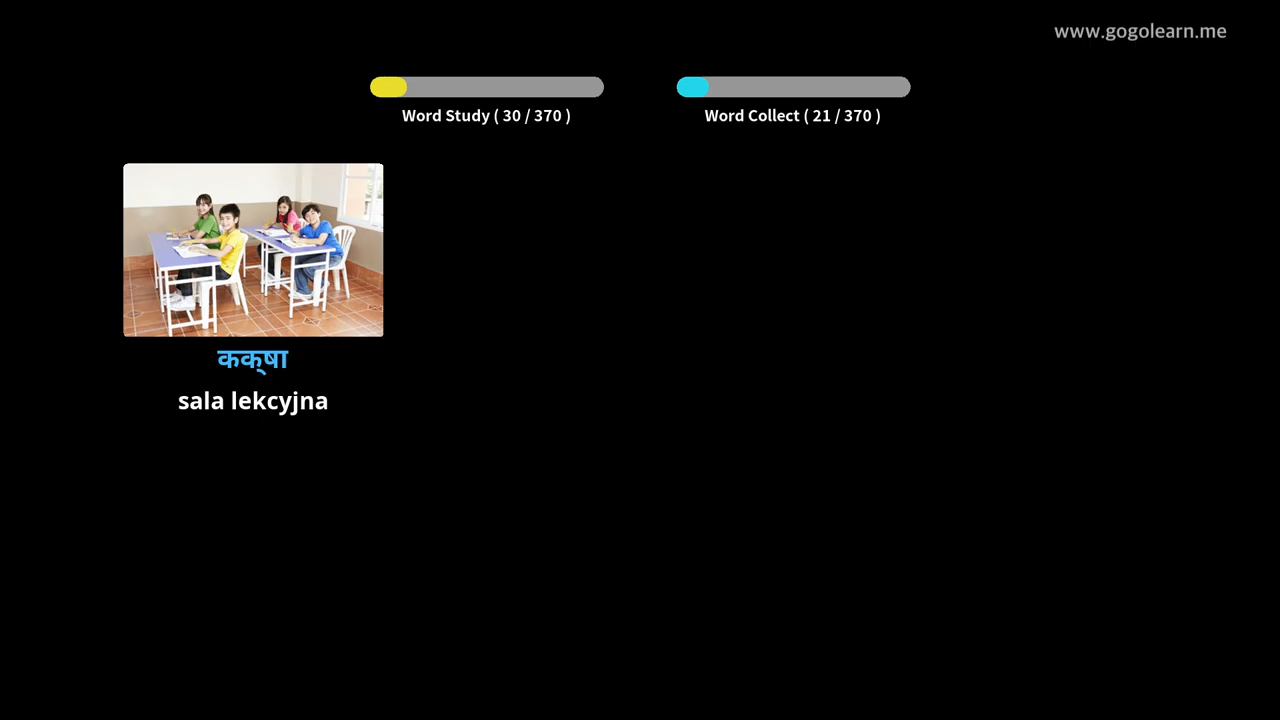 www.gogolearn.me
Word Study ( 30 / 370 )
Word Collect ( 21 / 370 )
कक्षा
sala lekcyjna